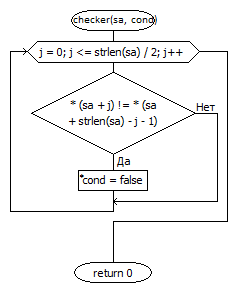 checker(sa, cond)
j = 0; j <= strlen(sa) / 2; j++
* (sa + j) != * (sa
+ strlen(sa) - j - 1)
Нет
Да
*cond = false
return 0